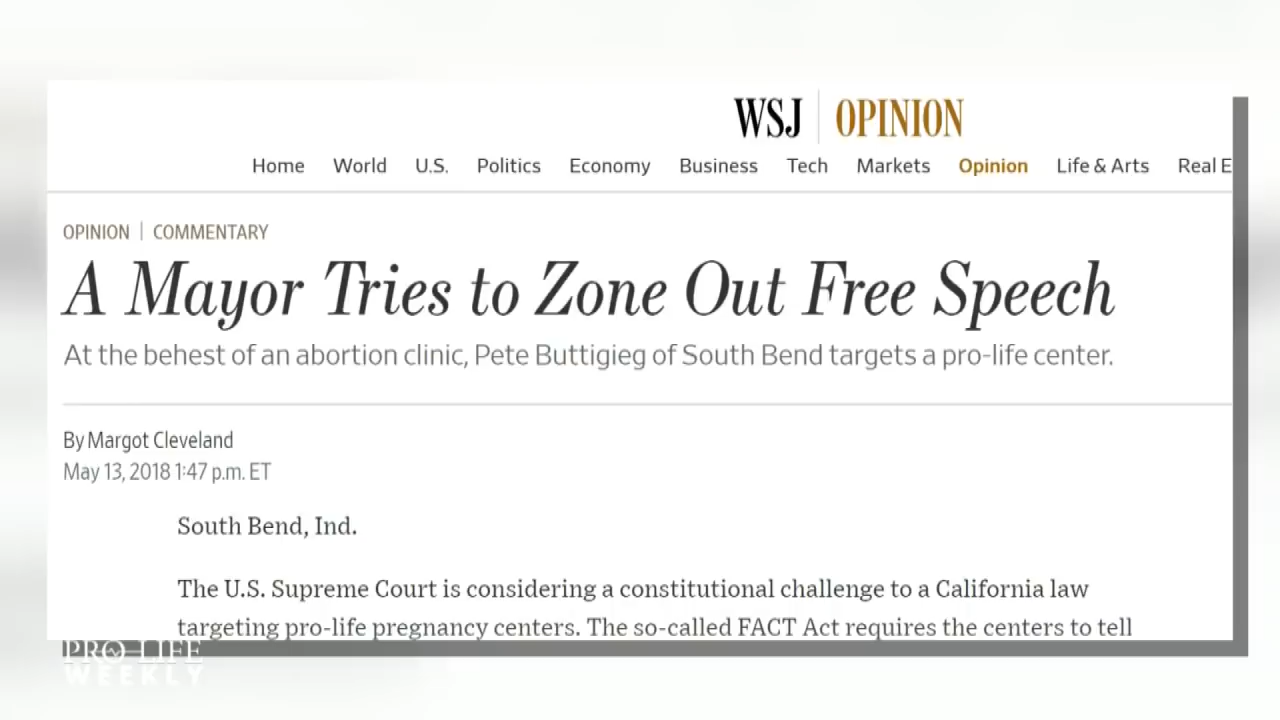 WSJ OPINION
Home World U.S. Politics Economy Business Tech Markets Opinion Life & Arts Real E
OPINION | COMMENTARY
A Mayor Tries to Zone Out Free Speech
At the behest of an abortion clinic, Pete Buttigieg of South Bend targets a pro-life center.
By Margot Cleveland
May 13, 2018 1:47 p.m. ET
South Bend, Ind.
The U.S. Supreme Court is considering a constitutional challenge to a California law
targeting pro-life pregnancy centers. The so-called FACT Act requires the centers to tell
PRO-LIFE
WEEKLY